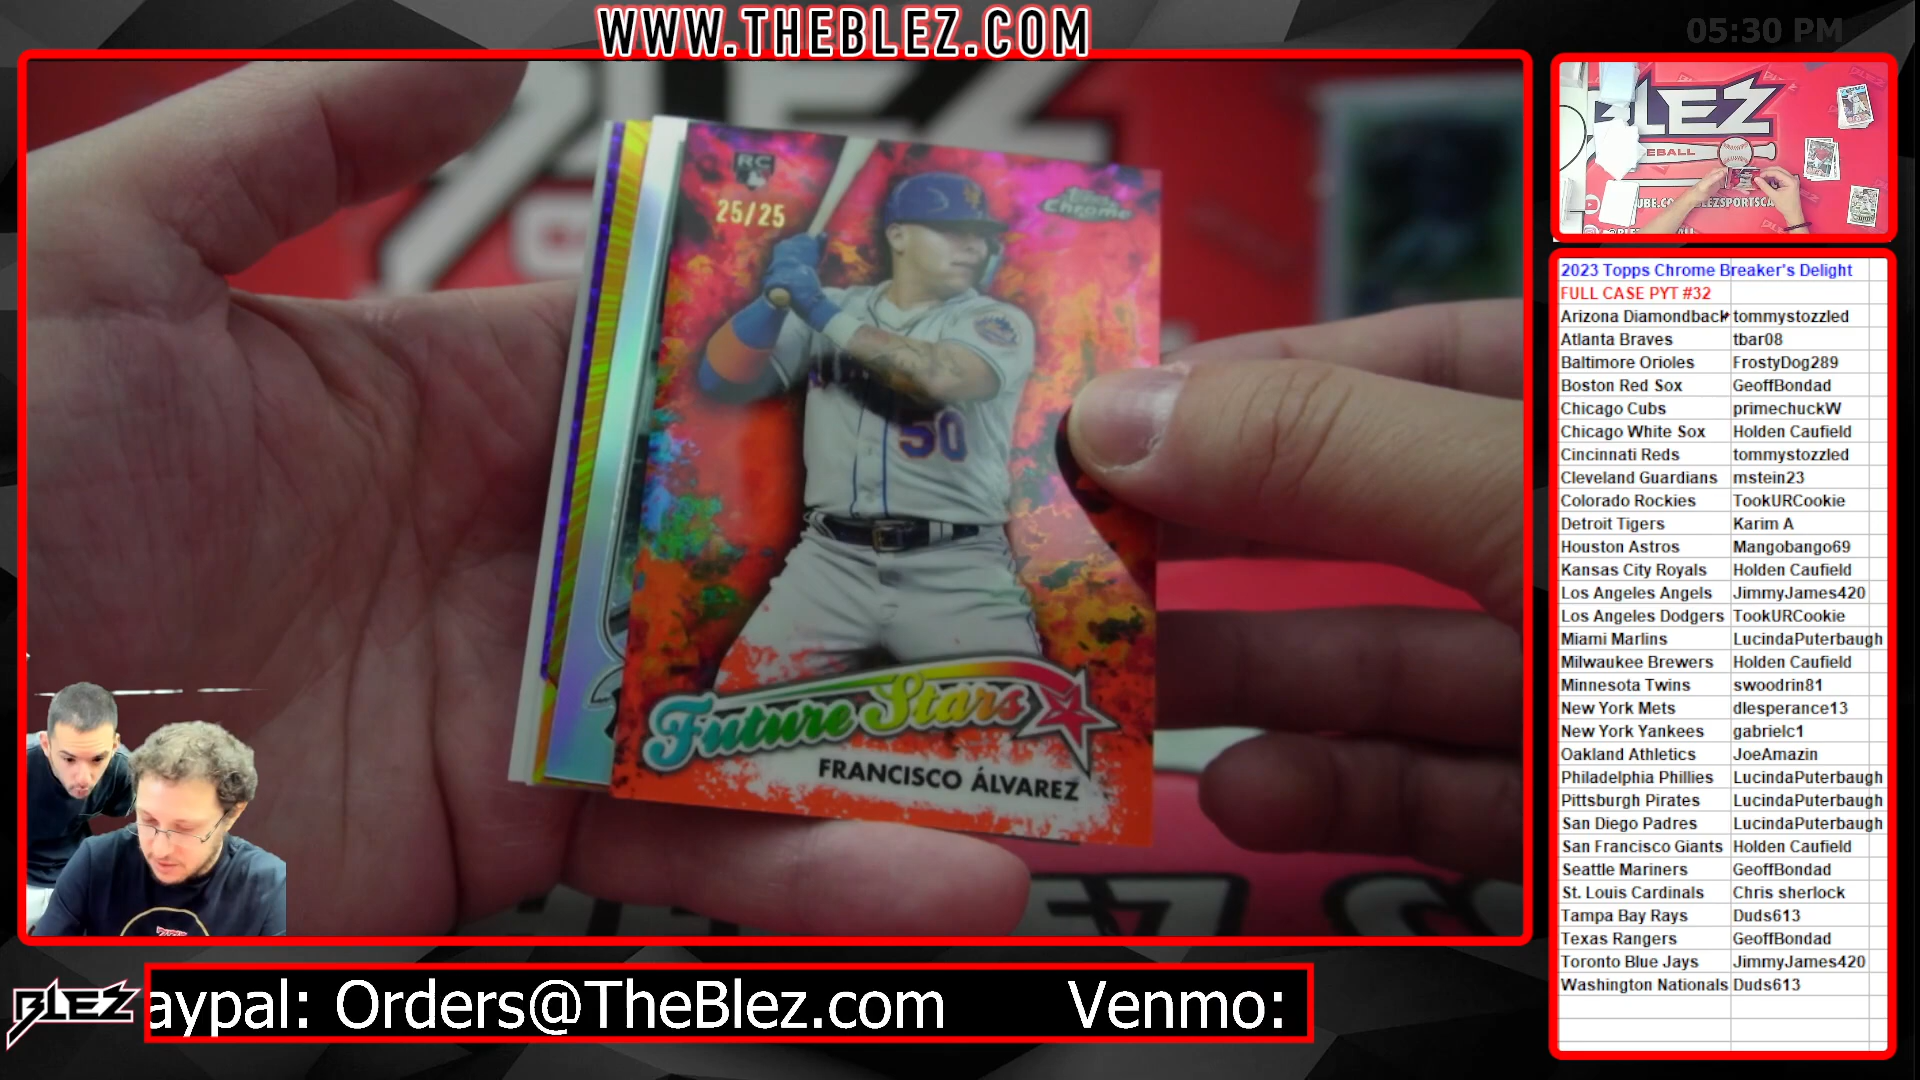 WWW.THEBLEZ.COM
05:30 PM
RC
25/25
Topps
Chrome
50
Future Stars
FRANCISCO ÁLVAREZ
BLEZ
2023 Topps Chrome Breaker's Delight
FULL CASE PYT #32
Arizona Diamondback tommystozzled
Atlanta Braves tbar08
Baltimore Orioles FrostyDog289
Boston Red Sox GeoffBondad
Chicago Cubs primechuckW
Chicago White Sox Holden Caufield
Cincinnati Reds tommystozzled
Cleveland Guardians mstein23
Colorado Rockies TookURCookie
Detroit Tigers Karim A
Houston Astros Mangobango69
Kansas City Royals Holden Caufield
Los Angeles Angels JimmyJames420
Los Angeles Dodgers TookURCookie
Miami Marlins LucindaPuterbaugh
Milwaukee Brewers Holden Caufield
Minnesota Twins swoodrin81
New York Mets dlesperance13
New York Yankees gabrielc1
Oakland Athletics JoeAmazin
Philadelphia Phillies LucindaPuterbaugh
Pittsburgh Pirates LucindaPuterbaugh
San Diego Padres LucindaPuterbaugh
San Francisco Giants Holden Caufield
Seattle Mariners GeoffBondad
St. Louis Cardinals Chris sherlock
Tampa Bay Rays Duds613
Texas Rangers GeoffBondad
Toronto Blue Jays JimmyJames420
Washington Nationals Duds613
BLEZ
aypal: Orders@TheBlez.com Venmo: